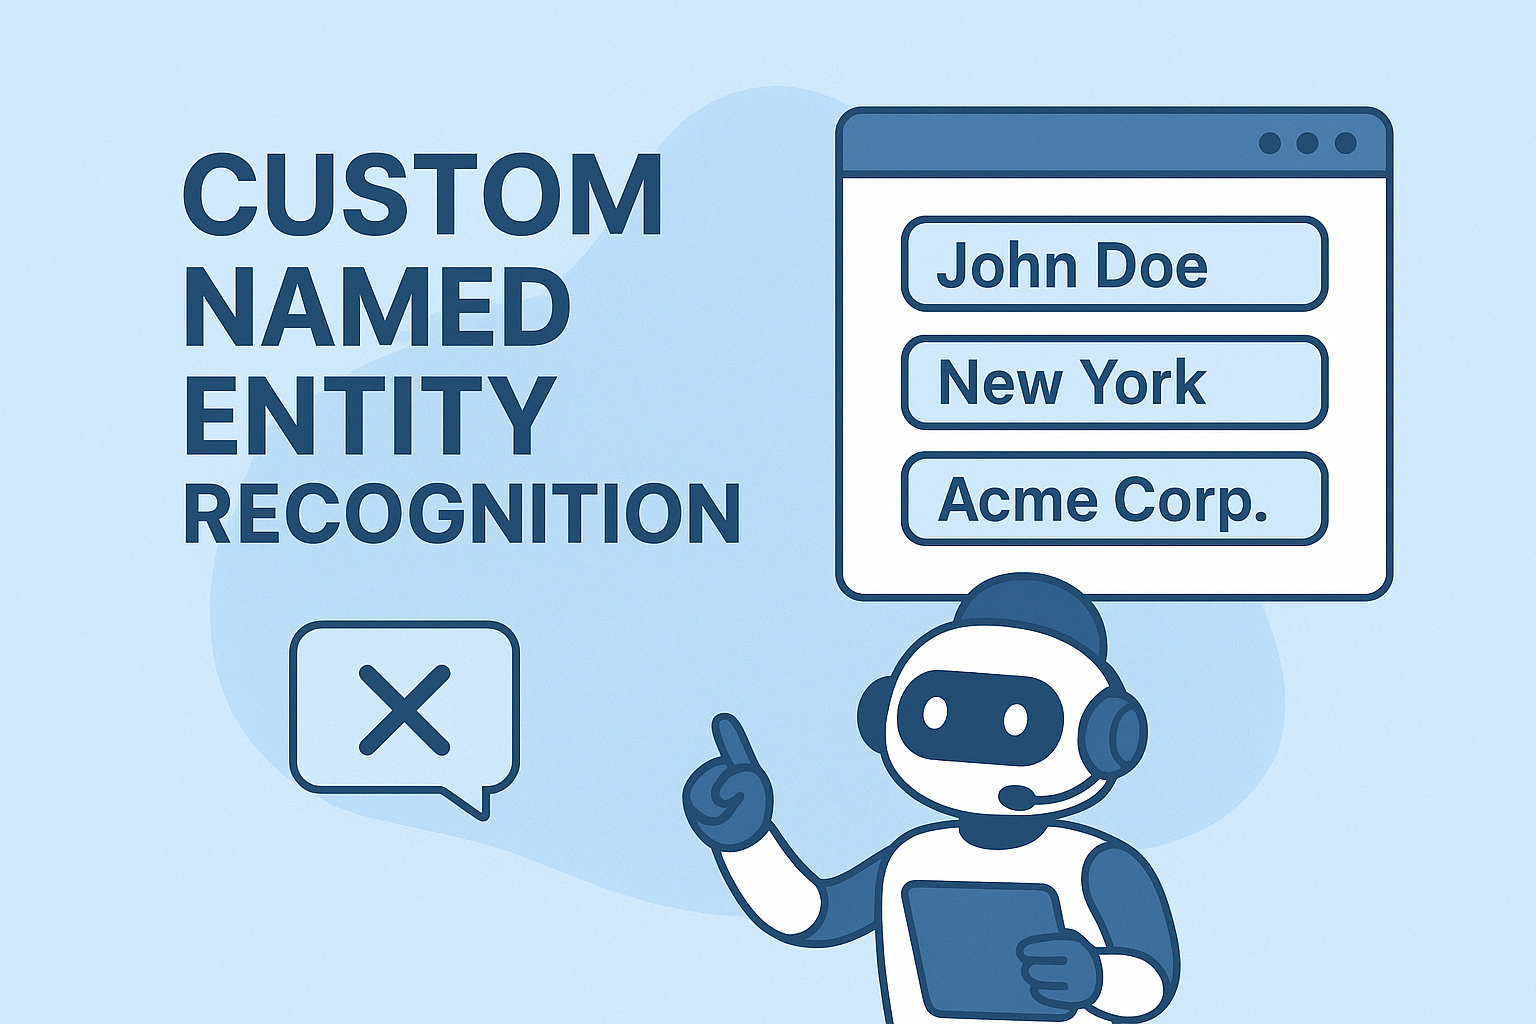 CUSTOM
NAMED
ENTITY
RECOGNITION
John Doe
New York
Acme Corp.